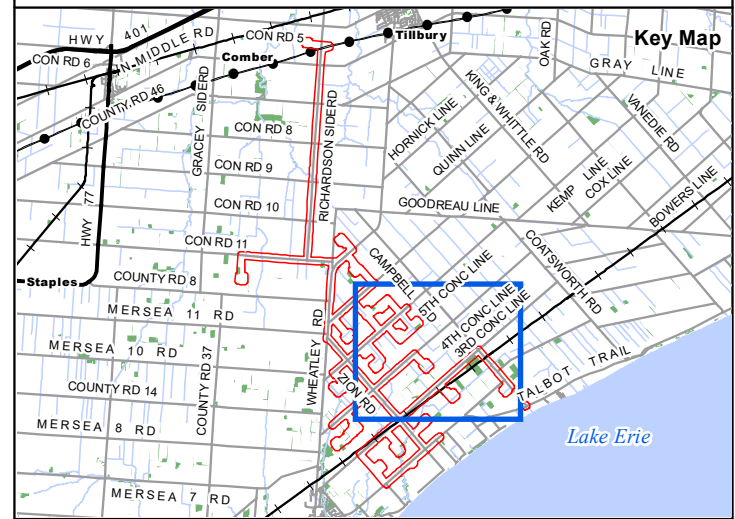 Key Map
HWY 401
CON RD 5
Tillbury
OAK RD
N MIDDLE RD
CON RD 6
Comber
GRAY LINE
COUNTY RD 46
GRACEY SIDERD
RICHARDSON SIDERD
KING & WHITTLE RD
VANEDIE RD
HORNICK LINE
QUINN LINE
CON RD 8
CON RD 9
KEMP LINE
COX LINE
BOWERS LINE
HWY 77
CON RD 10
GOODREAU LINE
CON RD 11
CAMPBELL
COATSWORTH RD
Staples
COUNTY RD 8
5TH CONC LINE
4TH CONC LINE
3RD CONC LINE
MERSEA 11 RD
WHEATLEY RD
MERSEA 10 RD
COUNTY RD 37
ZION RD
TALBOT TRAIL
COUNTY RD 14
MERSEA 8 RD
Lake Erie
MERSEA 7 RD